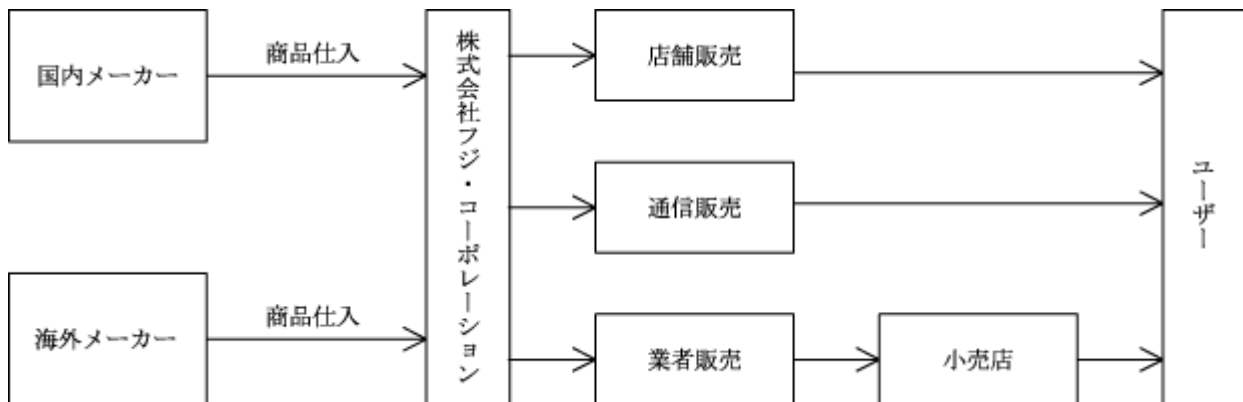 国内メーカー
商品仕入
海外メーカー
商品仕入
株式会社フジ・コーポレーション
店舗販売
通信販売
業者販売
小売店
ユーザー